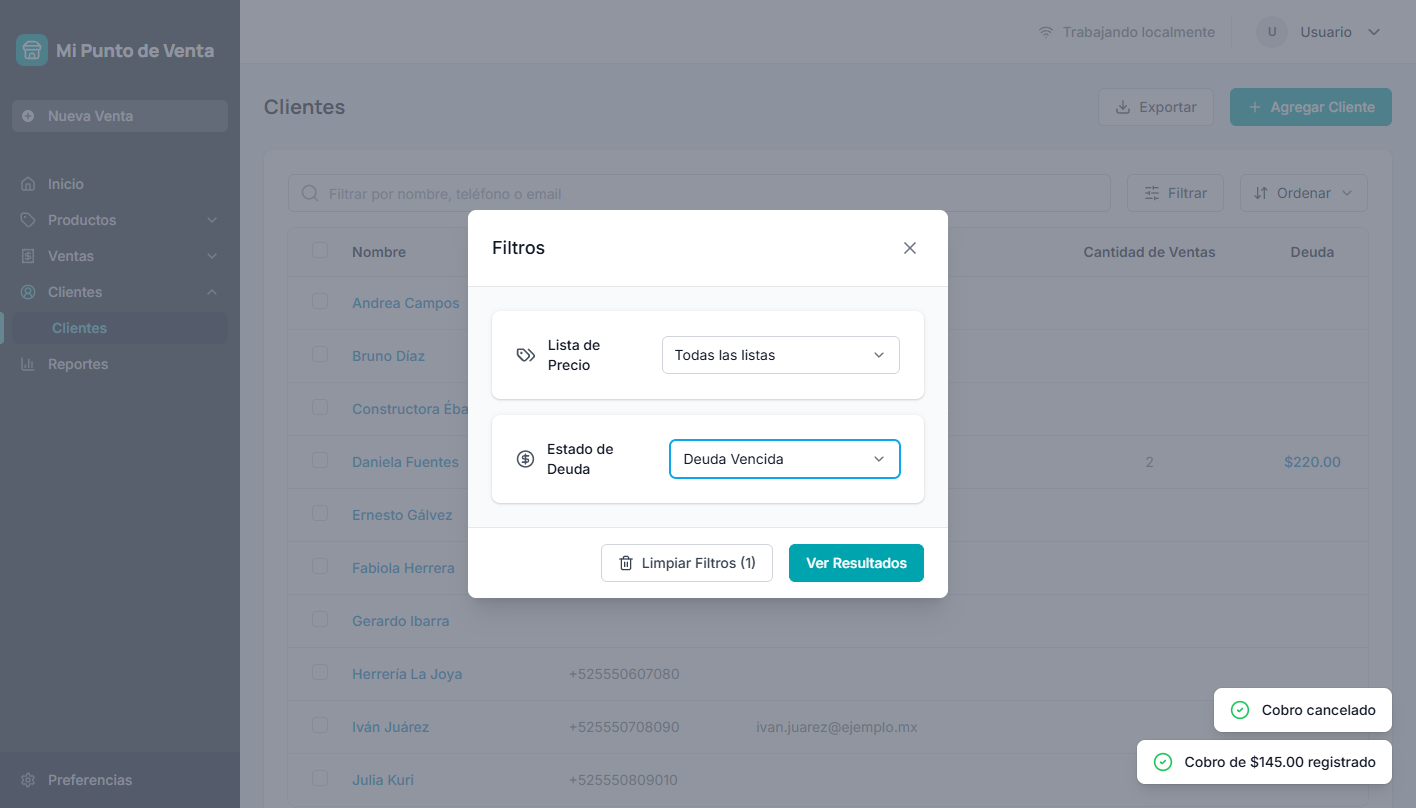 Mi Punto de Venta
Trabajando localmente
U
Usuario
Nueva Venta
Clientes
Exportar
Agregar Cliente
Inicio
Productos
Ventas
Clientes
Clientes
Reportes
Preferencias
Filtrar por nombre, teléfono o email
Filtrar
Ordenar
Nombre
Cantidad de Ventas
Deuda
Andrea Campos
Bruno Díaz
Constructora Éba
Daniela Fuentes
2
$220.00
Ernesto Gálvez
Fabiola Herrera
Gerardo Ibarra
Herrería La Joya
+525550607080
Iván Juárez
+525550708090
ivan.juarez@ejemplo.mx
Julia Kuri
+525550809010
Filtros
Lista de
Precio
Todas las listas
Estado de
Deuda
Deuda Vencida
Limpiar Filtros (1)
Ver Resultados
Cobro cancelado
Cobro de $145.00 registrado